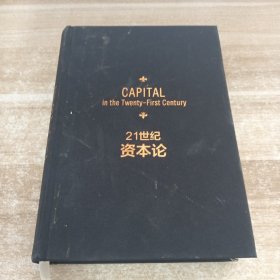 CAPITAL
in the Twenty-First Century
21世纪
资本论